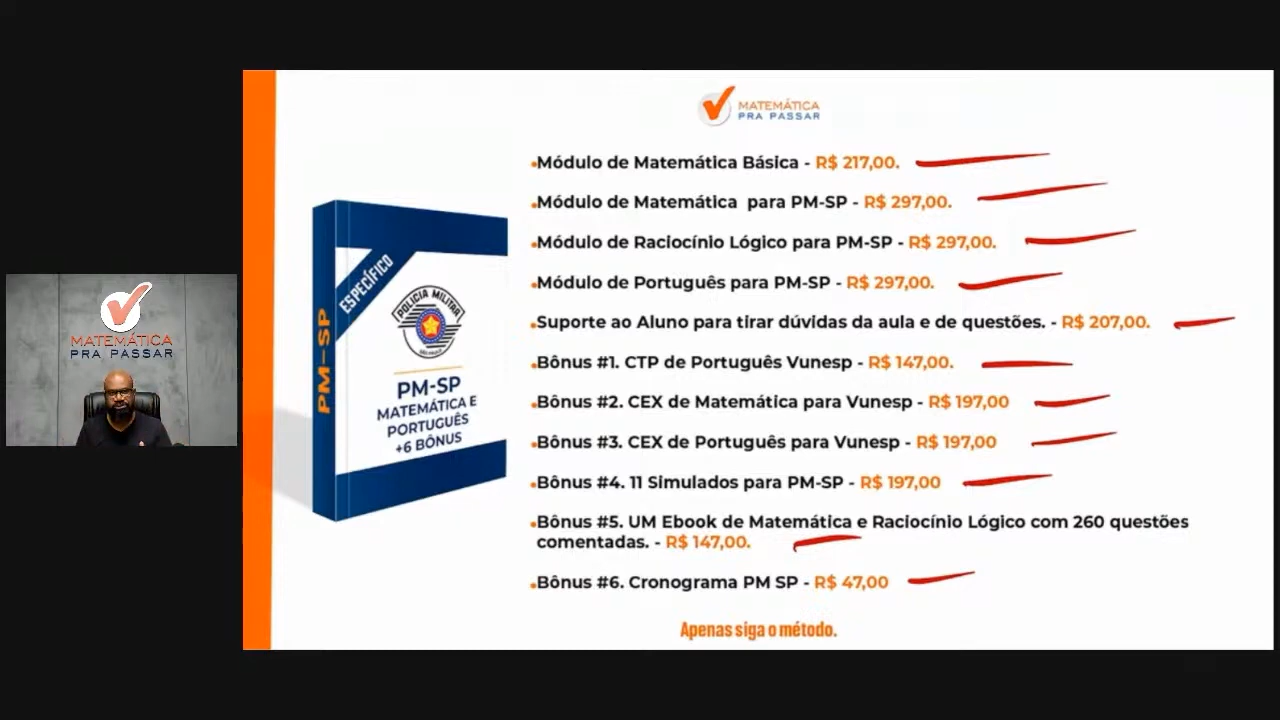 MATEMÁTICA
PRA PASSAR
MATEMÁTICA
PRA PASSAR
PM-SP
ESPECÍFICO
POLÍCIA MILITAR
SÃO PAULO
PM-SP
MATEMÁTICA E
PORTUGUÊS
+6 BÔNUS
•Módulo de Matemática Básica - R$ 217,00.
•Módulo de Matemática para PM-SP - R$ 297,00.
•Módulo de Raciocínio Lógico para PM-SP - R$ 297,00.
•Módulo de Português para PM-SP - R$ 297,00.
•Suporte ao Aluno para tirar dúvidas da aula e de questões. - R$ 207,00.
•Bônus #1. CTP de Português Vunesp - R$ 147,00.
•Bônus #2. CEX de Matemática para Vunesp - R$ 197,00
•Bônus #3. CEX de Português para Vunesp - R$ 197,00
•Bônus #4. 11 Simulados para PM-SP - R$ 197,00
•Bônus #5. UM Ebook de Matemática e Raciocínio Lógico com 260 questões
comentadas. - R$ 147,00.
•Bônus #6. Cronograma PM SP - R$ 47,00
Apenas siga o método.